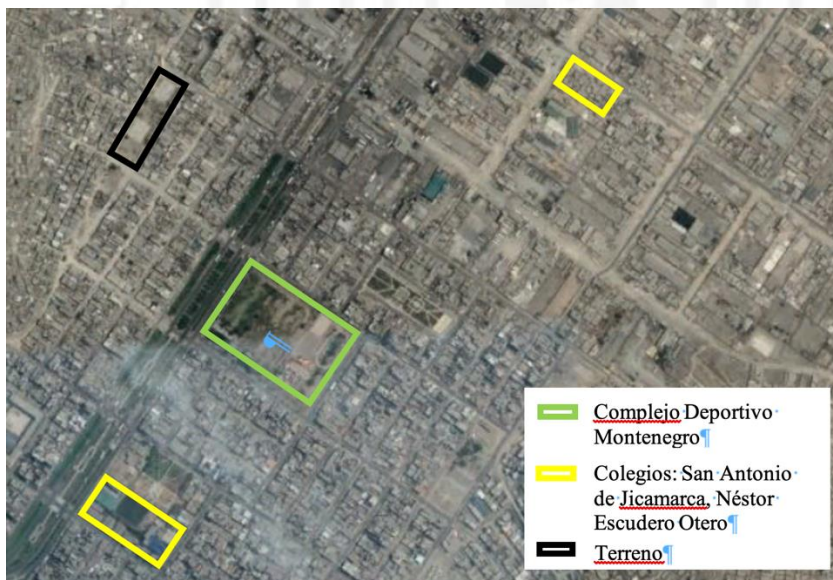 Complejo Deportivo
Montenegro¶
Colegios: San Antonio
de Jicamarca, Néstor
Escudero Otero¶
Terreno¶